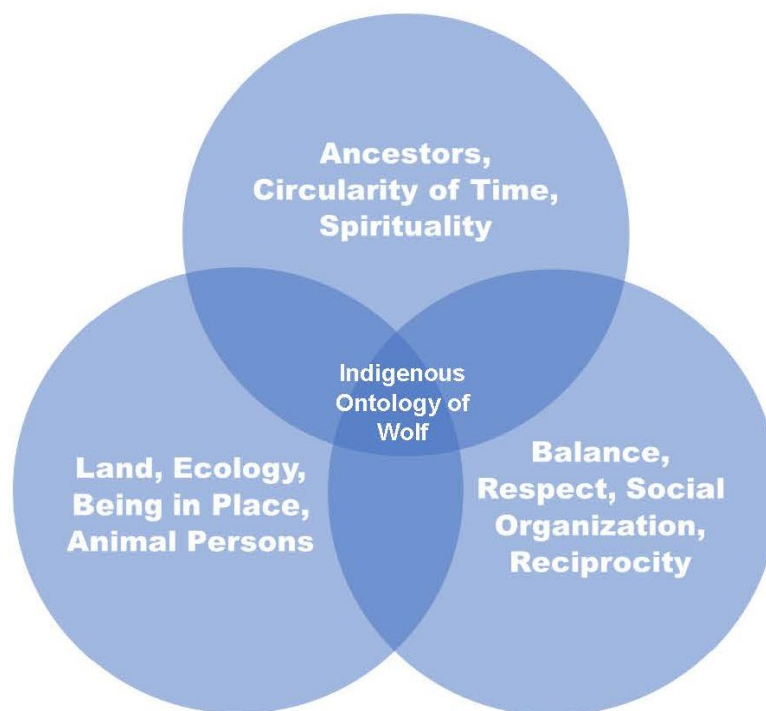 Ancestors,
Circularity of Time,
Spirituality
Indigenous
Ontology of
Wolf
Land, Ecology,
Being in Place,
Animal Persons
Balance,
Respect, Social
Organization,
Reciprocity